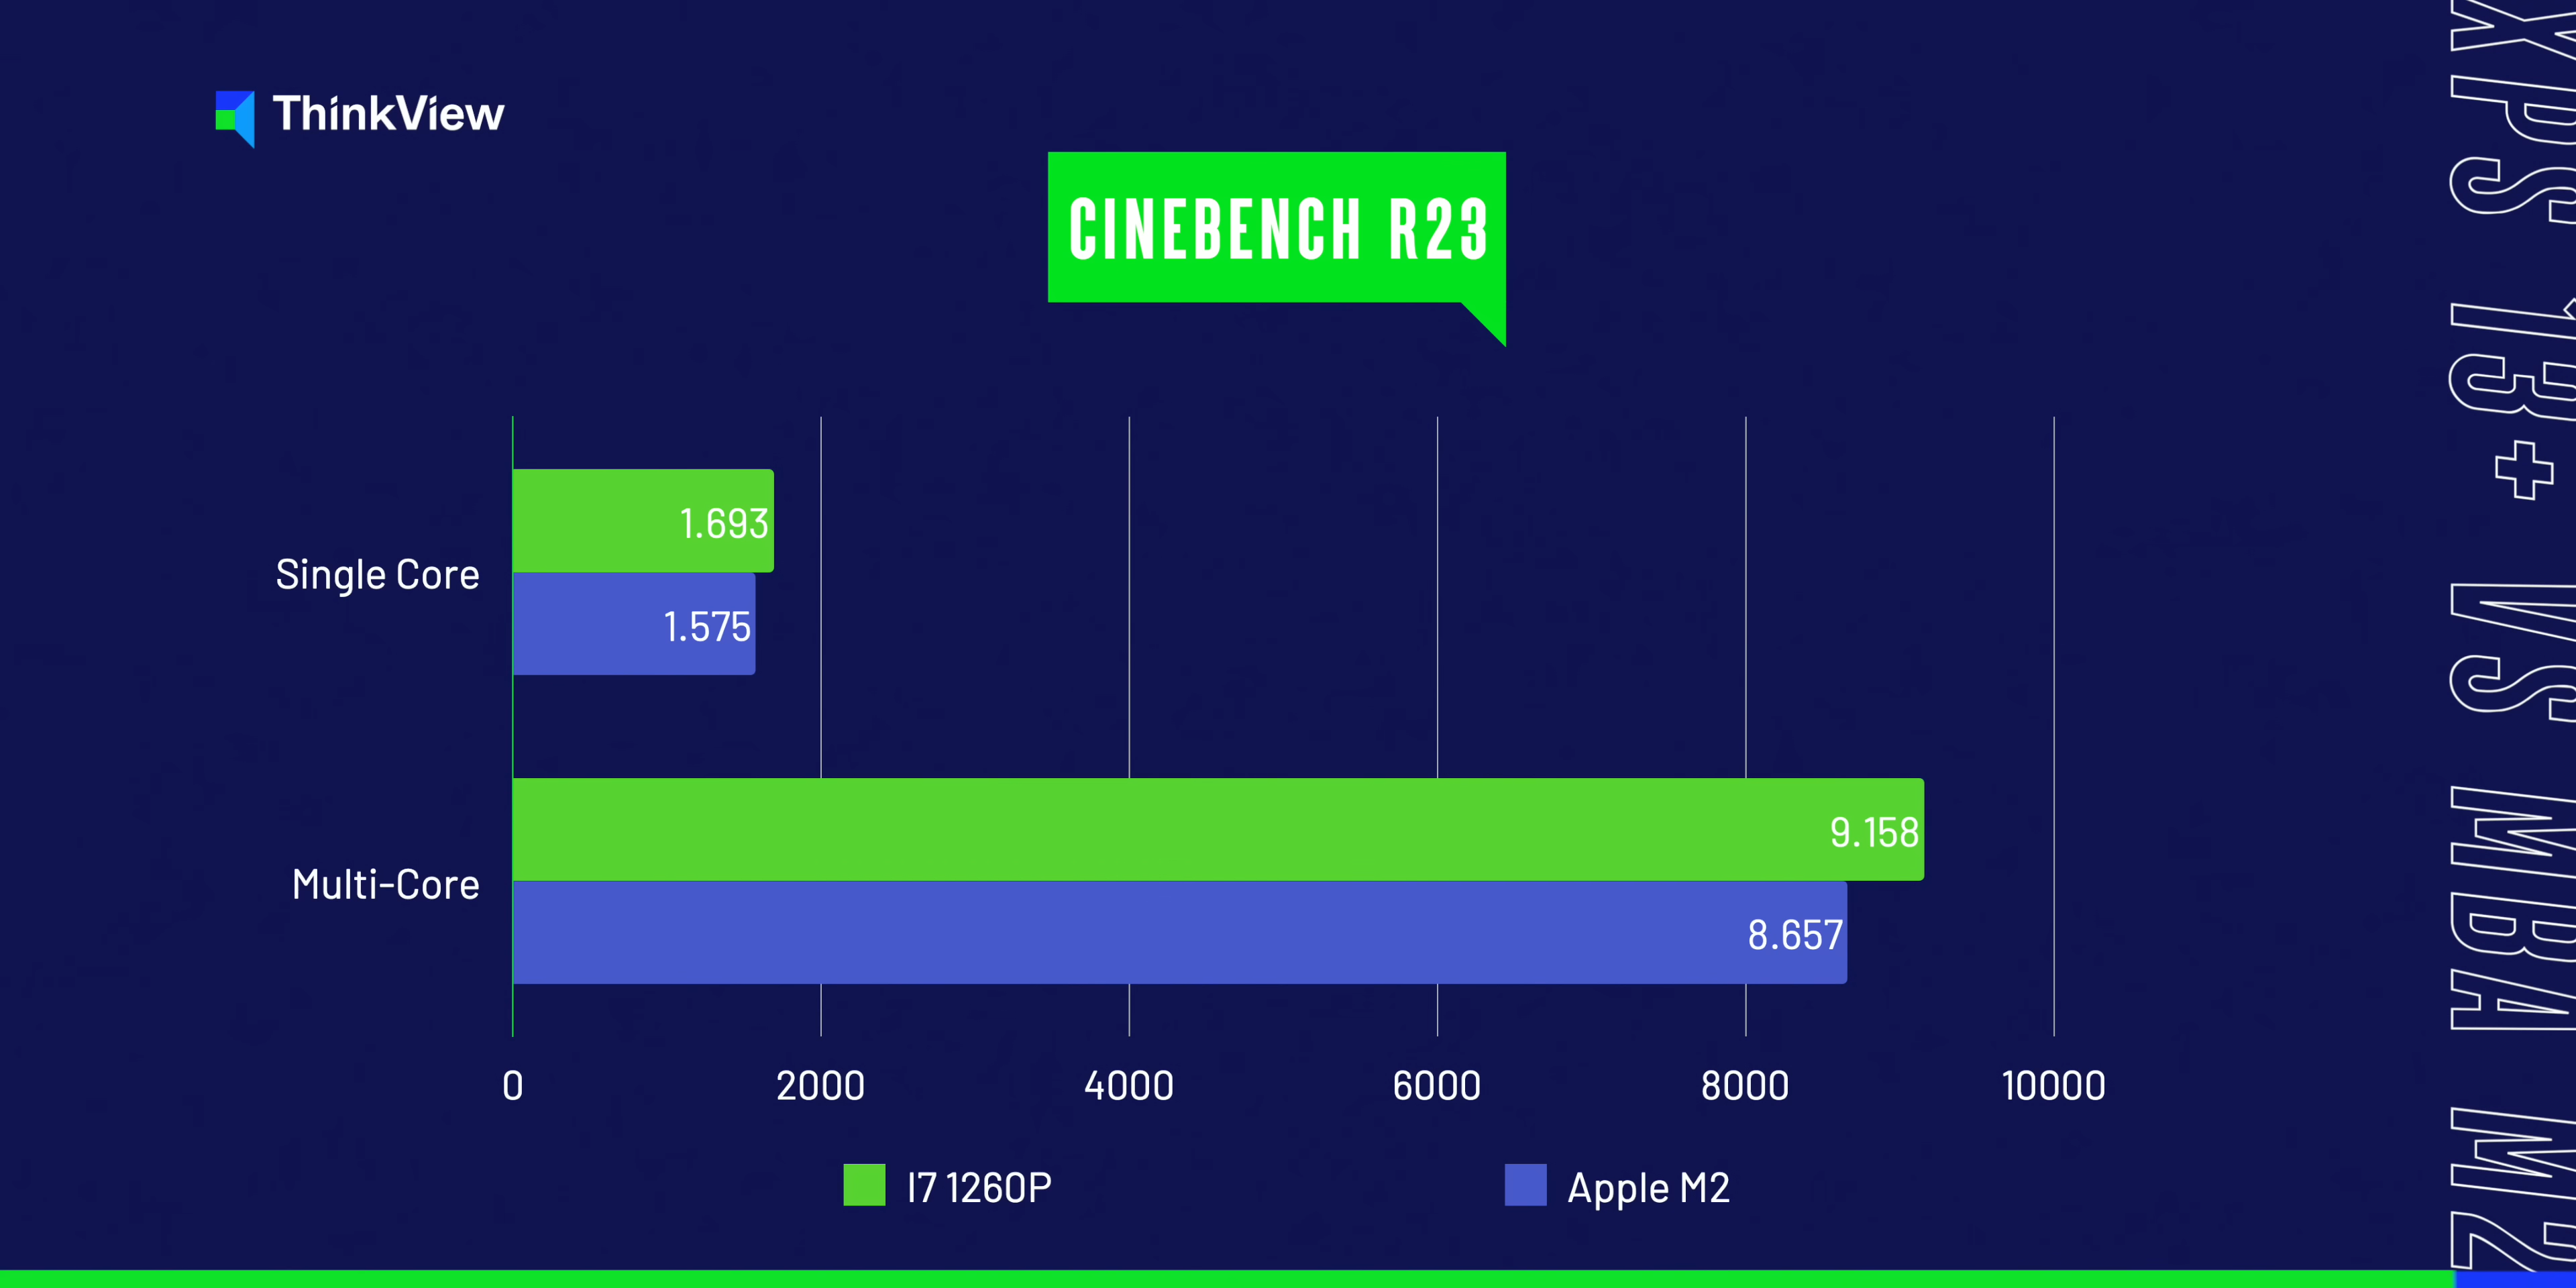 ThinkView
CINEBENCH R23
Single Core
1.693
1.575
Multi-Core
9.158
8.657
0 2000 4000 6000 8000 10000
I7 1260P
Apple M2
XPS 13+ VS MBA M2